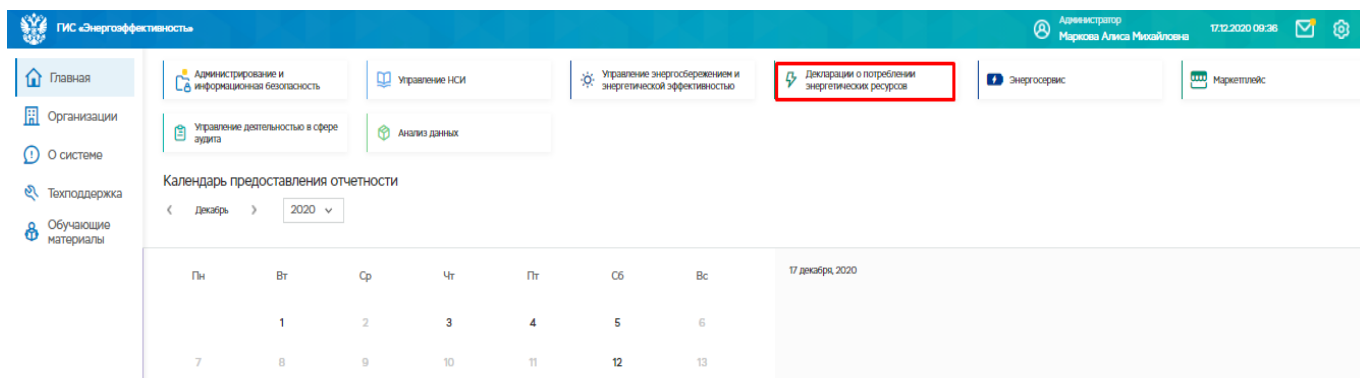 ГИС «Энергоэффективность»
Администратор
Маркова Алиса Михайловна
17.12.2020 09:36
Главная
Организации
О системе
Техподдержка
Обучающие
материалы
Администрирование и
информационная безопасность
Управление НСИ
Управление энергосбережением и
энергетической эффективностью
Декларации о потреблении
энергетических ресурсов
Энергосервис
Маркетплейс
Управление деятельностью в сфере
аудита
Анализ данных
Календарь предоставления отчетности
Декабрь
2020
Пн Вт Ср Чт Пт Сб Вс
17 декабря, 2020
1 2 3 4 5 6
7 8 9 10 11 12 13